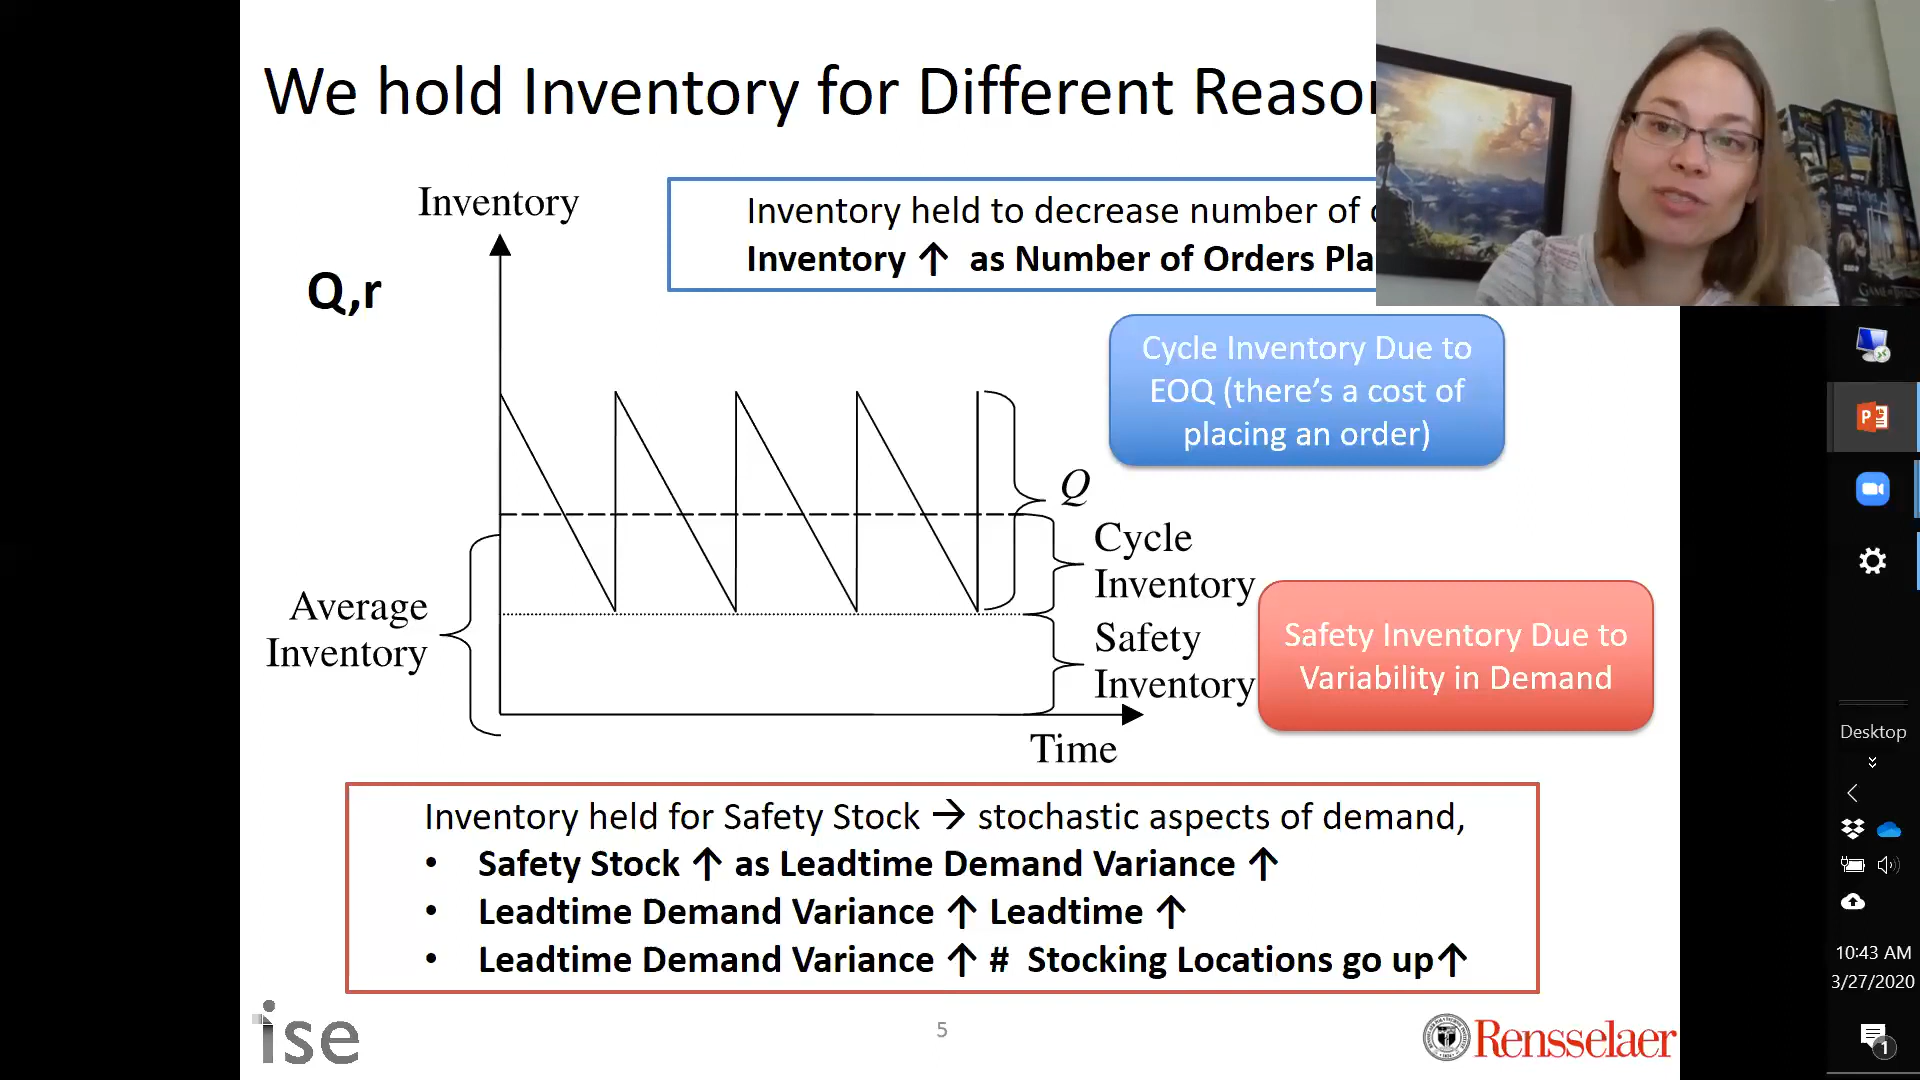 We hold Inventory for Different
Inventory
Inventory held to decrease number of
Inventory ↑ as Number of Orders
Q,r
Cycle Inventory Due to
EOQ (there's a cost of
placing an order)
Q
Cycle
Inventory
Average
Inventory
Safety
Inventory
Safety Inventory Due to
Variability in Demand
Time
Inventory held for Safety Stock → stochastic aspects of demand,
• Safety Stock ↑ as Leadtime Demand Variance ↑
• Leadtime Demand Variance ↑ Leadtime ↑
• Leadtime Demand Variance ↑ # Stocking Locations go up↑
ise
5
Rensselaer
Desktop
10:43 AM
3/27/2020
1